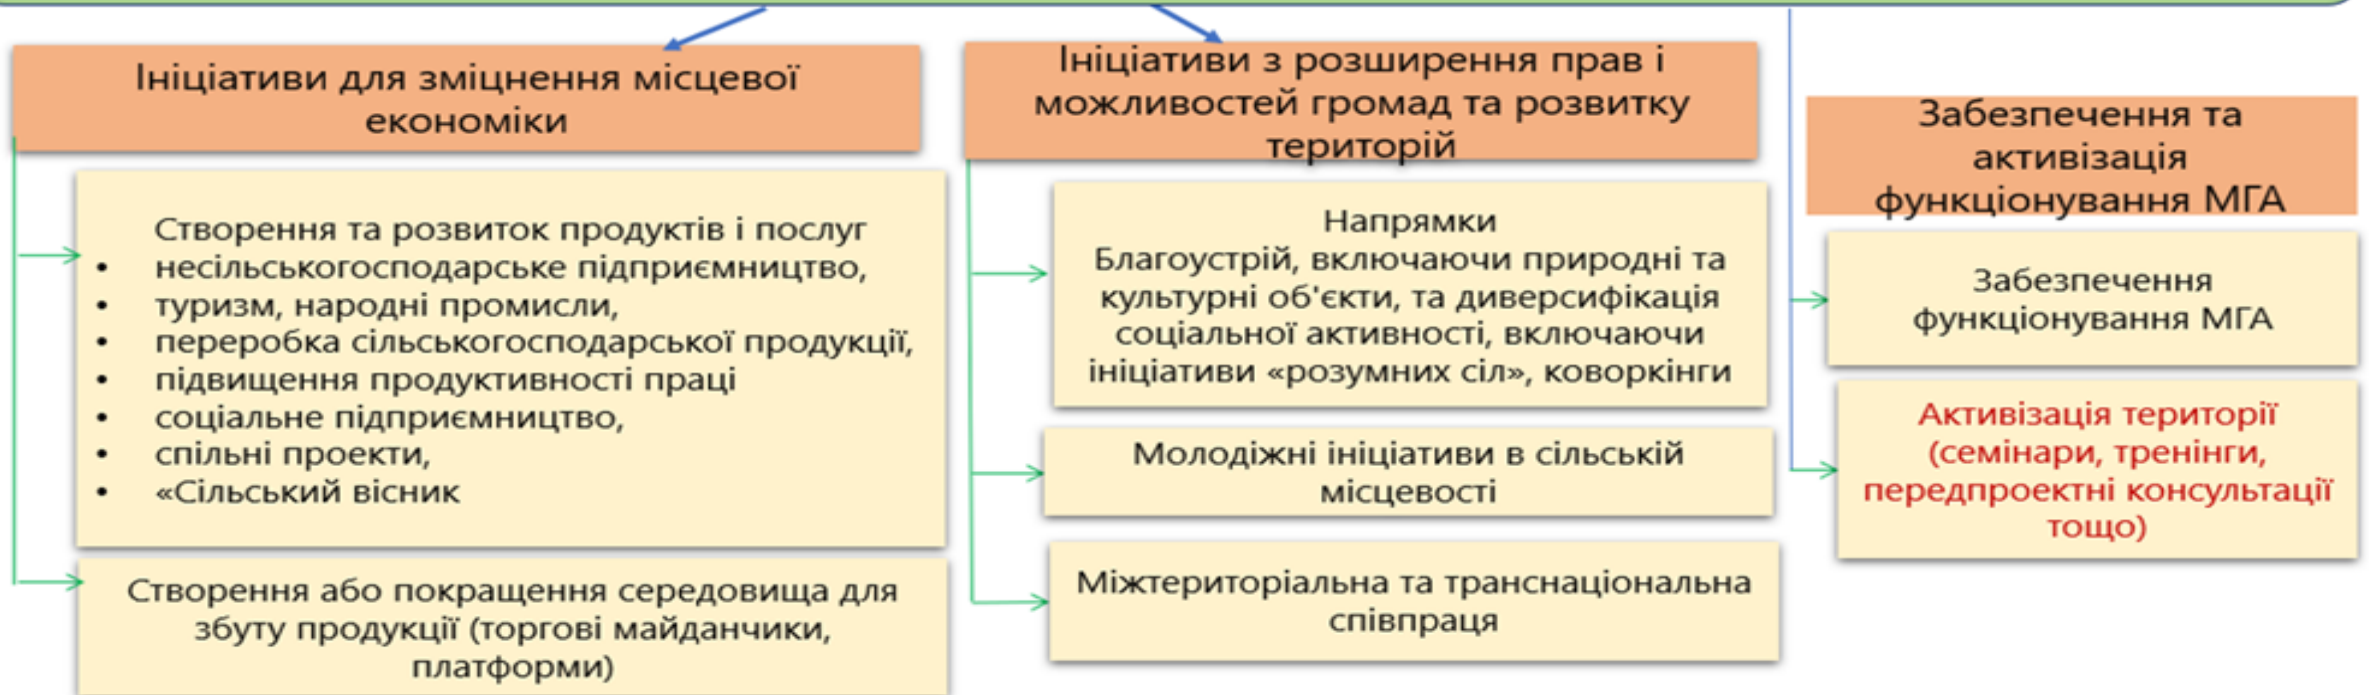 Ініціативи для зміцнення місцевої
економіки
Створення та розвиток продуктів і послуг
• несільськогосподарське підприємництво,
• туризм, народні промисли,
• переробка сільськогосподарської продукції,
• підвищення продуктивності праці
• соціальне підприємництво,
• спільні проекти,
• «Сільський вісник
Створення або покращення середовища для
збуту продукції (торгові майданчики,
платформи)
Ініціативи з розширення прав і
можливостей громад та розвитку
територій
Напрямки
Благоустрій, включаючи природні та
культурні об'єкти, та диверсифікація
соціальної активності, включаючи
ініціативи «розумних сіл», коворкінги
Молодіжні ініціативи в сільській
місцевості
Міжтериторіальна та транснаціональна
співпраця
Забезпечення та
активізація
функціонування МГА
Забезпечення
функціонування МГА
Активізація території
(семінари, тренінги,
передпроектні консультації
тощо)